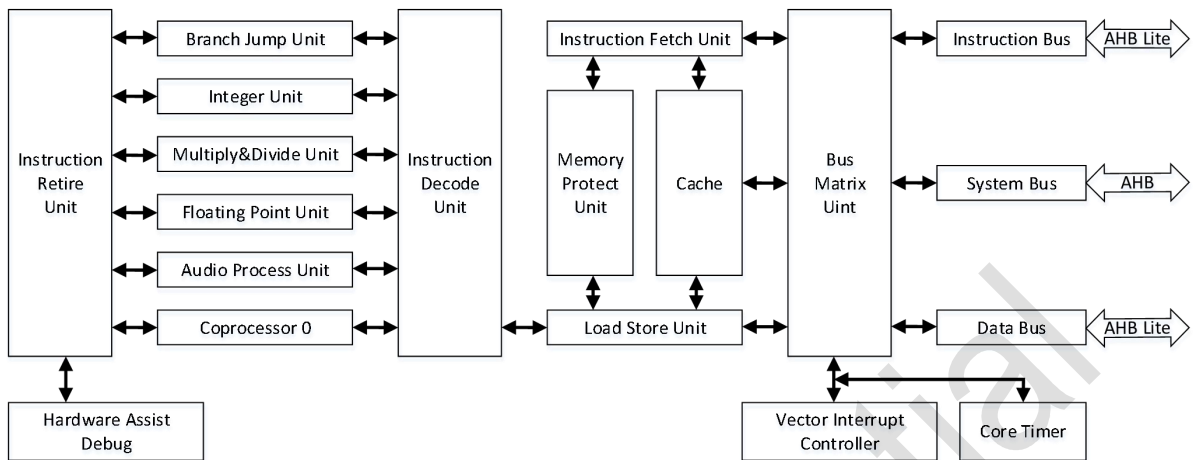 Branch Jump Unit
Instruction Fetch Unit
Instruction Bus
AHB Lite
Integer Unit
Instruction
Retire
Unit
Multiply&Divide Unit
Instruction
Decode
Unit
Memory
Protect
Unit
Cache
Bus
Matrix
Uint
System Bus
AHB
Floating Point Unit
Audio Process Unit
Coprocessor 0
Load Store Unit
Data Bus
AHB Lite
Hardware Assist
Debug
Vector Interrupt
Controller
Core Timer
tial